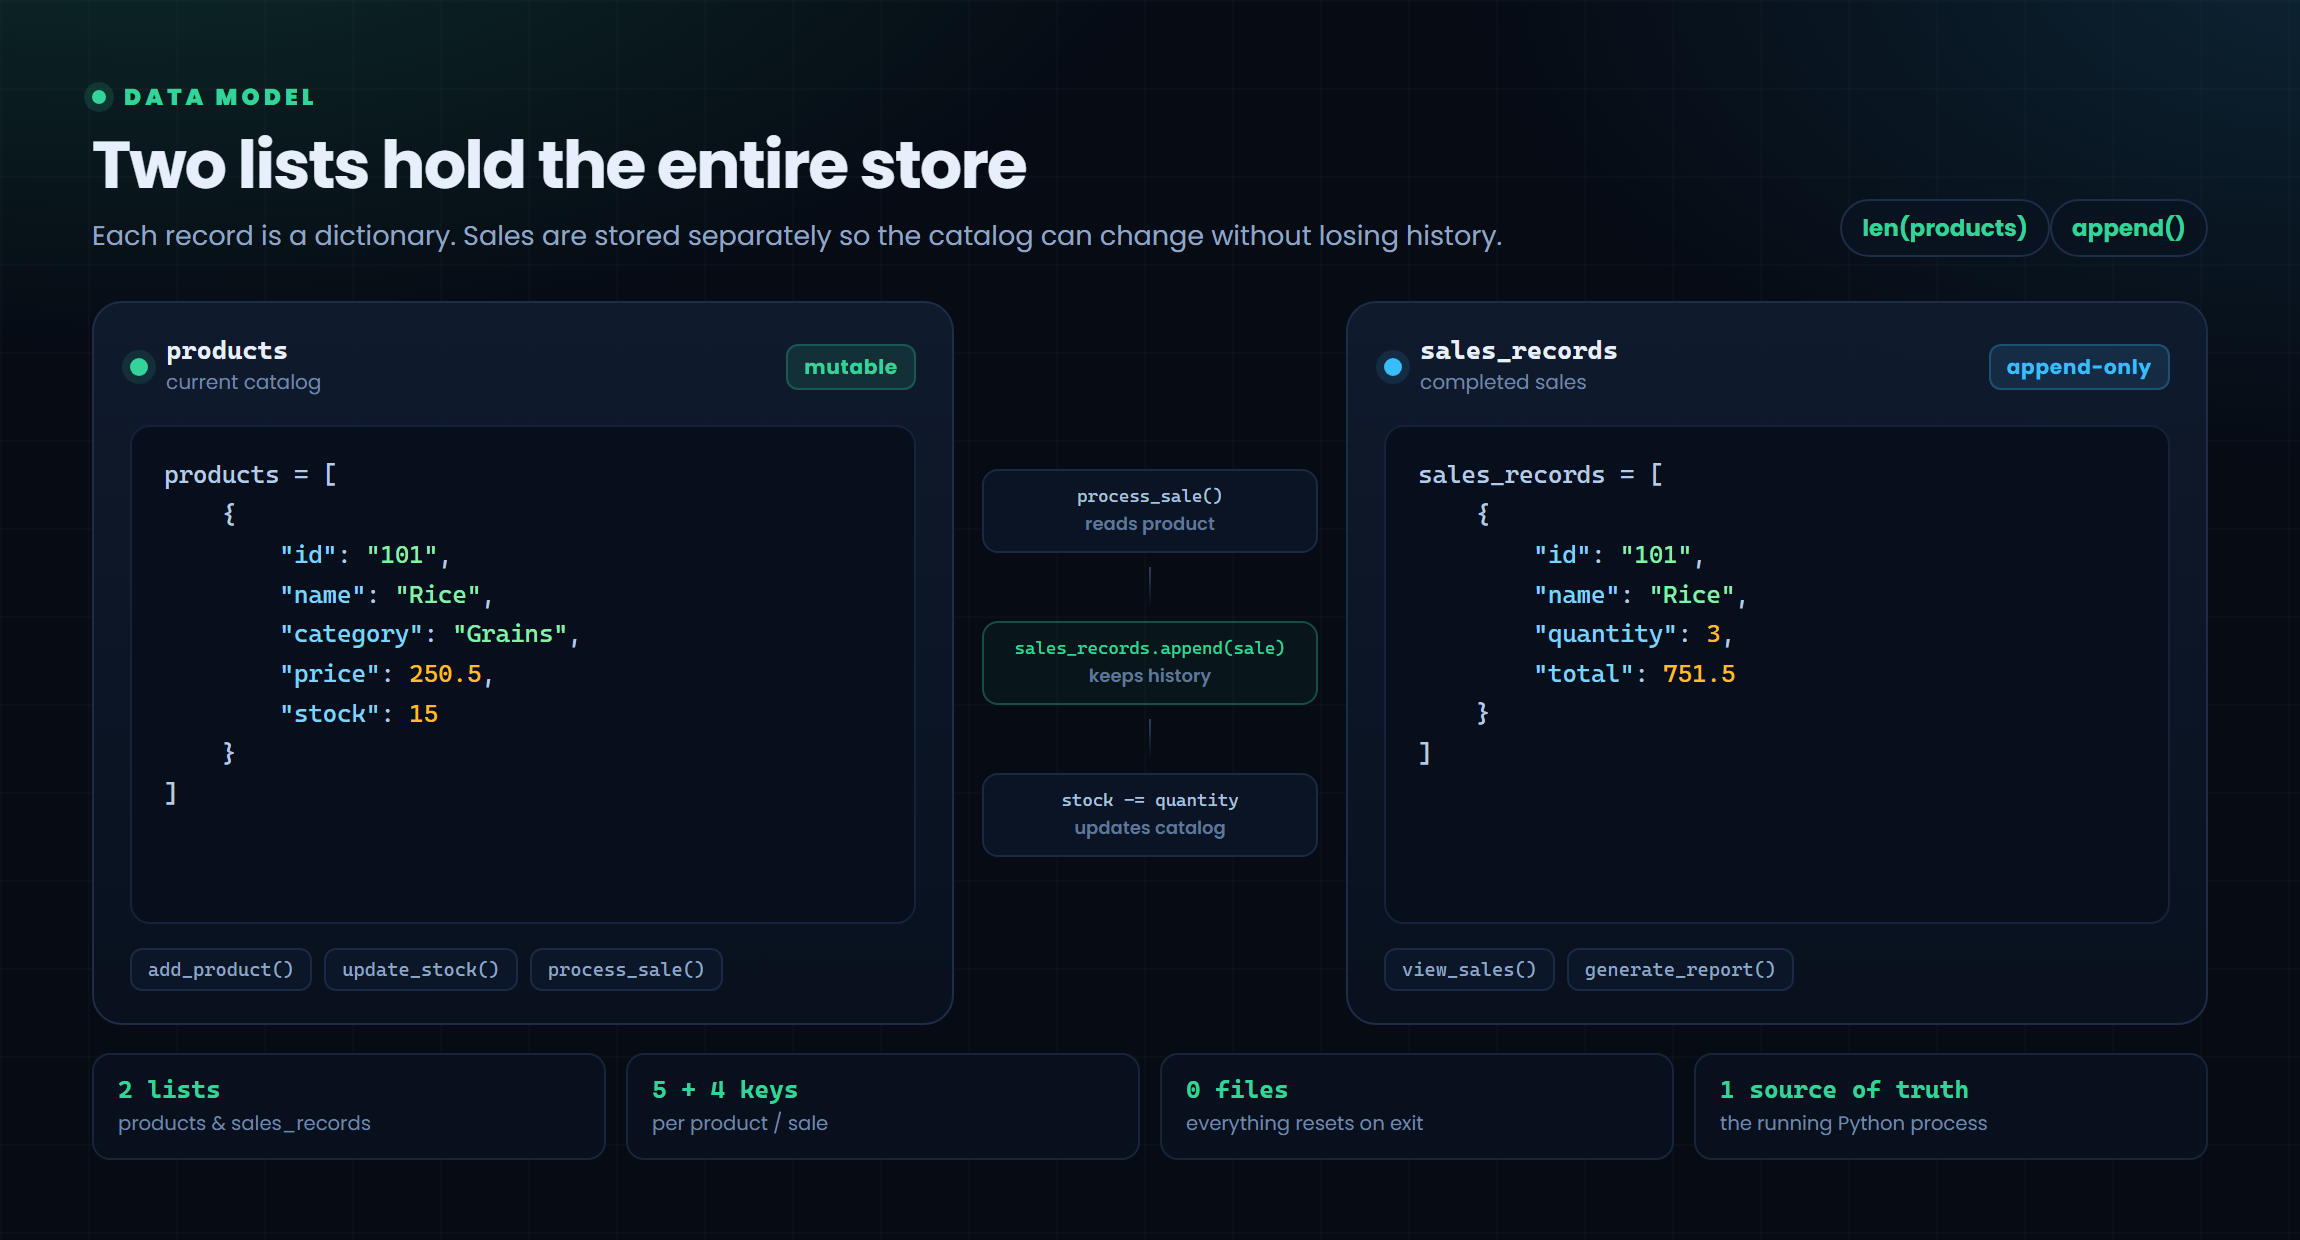 DATA MODEL
Two lists hold the entire store
Each record is a dictionary. Sales are stored separately so the catalog can change without losing history.
len(products)
append()
products
current catalog
mutable
products = [
    {
        "id": "101",
        "name": "Rice",
        "category": "Grains",
        "price": 250.5,
        "stock": 15
    }
]
add_product()
update_stock()
process_sale()
process_sale()
reads product
sales_records.append(sale)
keeps history
stock -= quantity
updates catalog
sales_records
completed sales
append-only
sales_records = [
    {
        "id": "101",
        "name": "Rice",
        "quantity": 3,
        "total": 751.5
    }
]
view_sales()
generate_report()
2 lists
products & sales_records
5 + 4 keys
per product / sale
0 files
everything resets on exit
1 source of truth
the running Python process